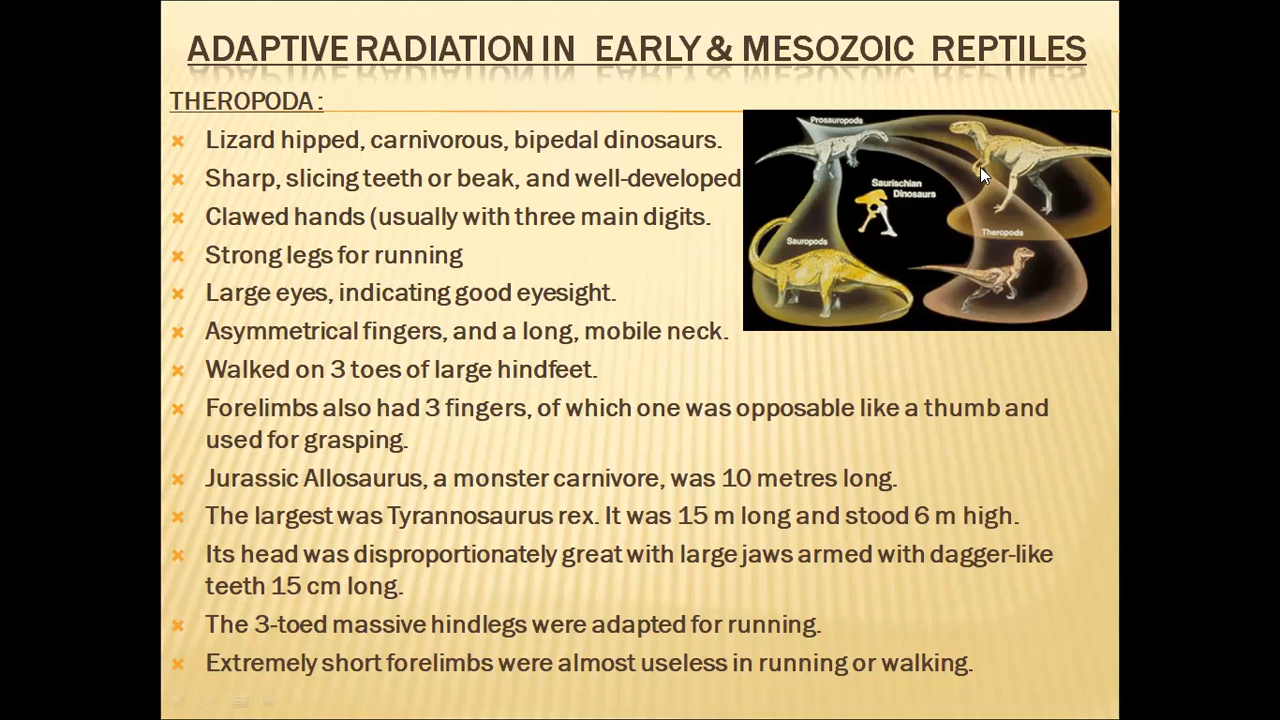 ADAPTIVE RADIATION IN EARLY & MESOZOIC REPTILES
THEROPODA :
Lizard hipped, carnivorous, bipedal dinosaurs.
Sharp, slicing teeth or beak, and well-developed
Clawed hands (usually with three main digits.
Strong legs for running
Large eyes, indicating good eyesight.
Asymmetrical fingers, and a long, mobile neck.
Walked on 3 toes of large hindfeet.
Forelimbs also had 3 fingers, of which one was opposable like a thumb and
used for grasping.
Jurassic Allosaurus, a monster carnivore, was 10 metres long.
The largest was Tyrannosaurus rex. It was 15 m long and stood 6 m high.
Its head was disproportionately great with large jaws armed with dagger-like
teeth 15 cm long.
The 3-toed massive hindlegs were adapted for running.
Extremely short forelimbs were almost useless in running or walking.
Prosauropods
Saurischian
Dinosaurs
Sauropods
Theropods